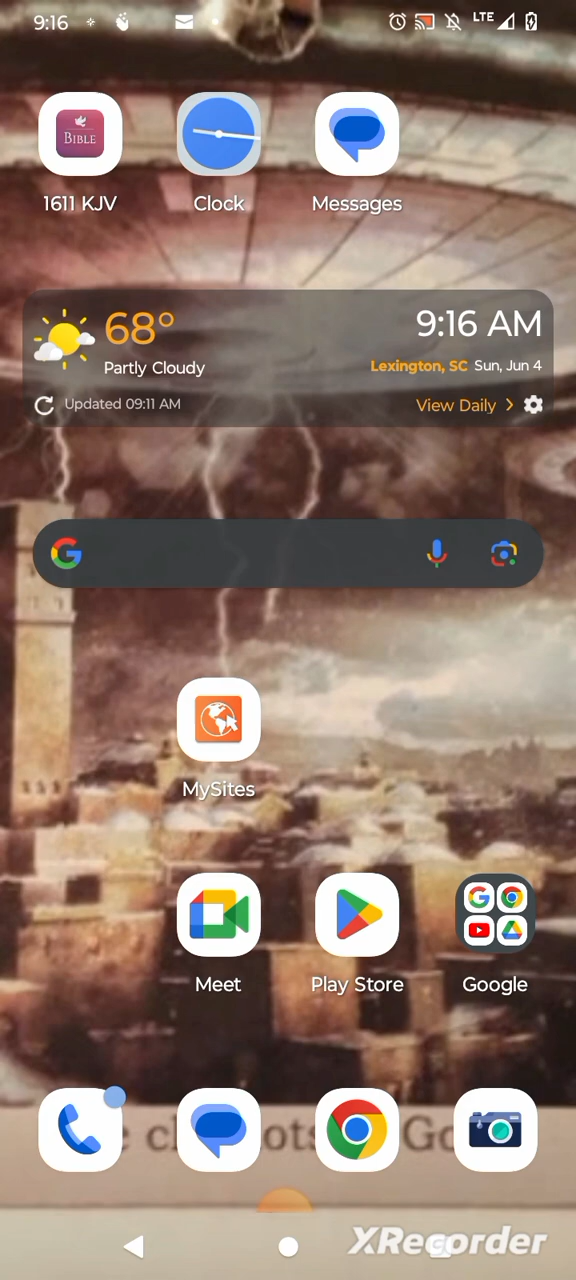 9:16
LTE
BIBLE
1611 KJV
Clock
Messages
68°
9:16 AM
Partly Cloudy
Lexington, SC Sun, Jun 4
Updated 09:11 AM
View Daily
MySites
Meet
Play Store
Google
XRecorder